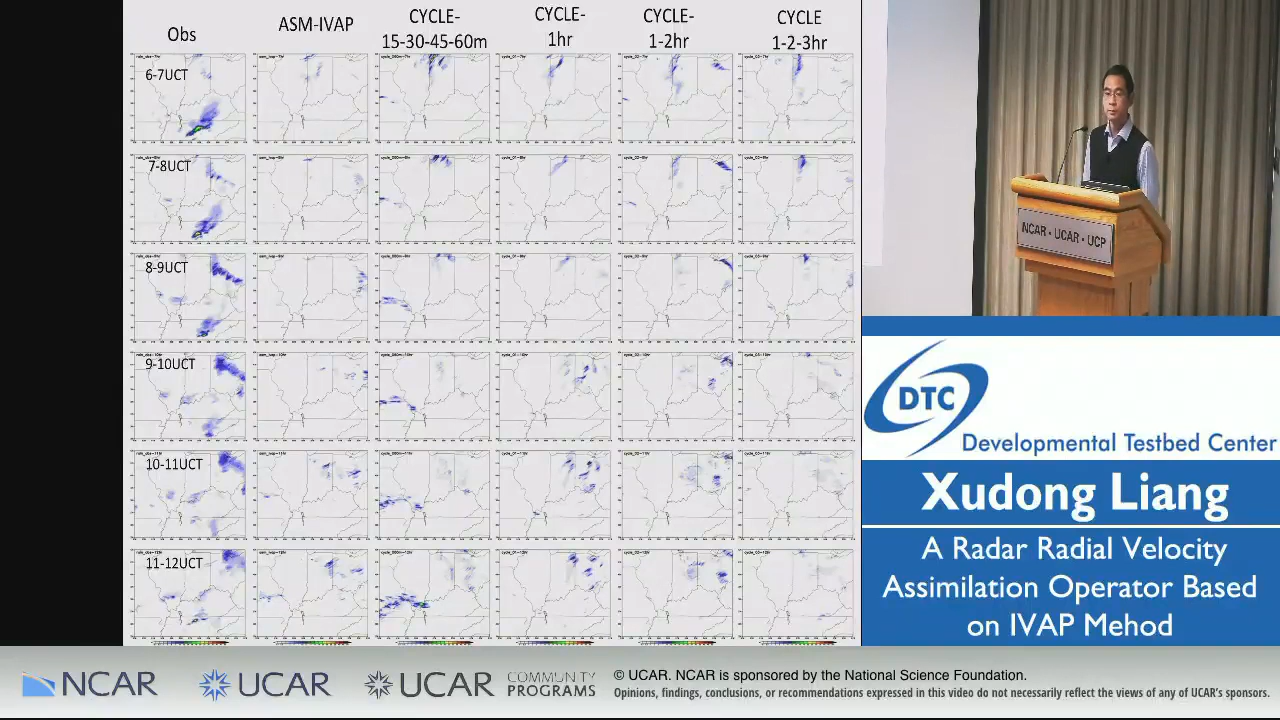 Obs
ASM-IVAP
CYCLE-
15-30-45-60m
CYCLE-
1hr
CYCLE-
1-2hr
CYCLE
1-2-3hr
6-7UCT
7-8UCT
8-9UCT
9-10UCT
10-11UCT
11-12UCT
NCAR • UCAR • UCP
DTC
Developmental Testbed Center
Xudong Liang
A Radar Radial Velocity
Assimilation Operator Based
on IVAP Mehod
NCAR
UCAR
UCAR
COMMUNITY
PROGRAMS
© UCAR. NCAR is sponsored by the National Science Foundation.
Opinions, findings, conclusions, or recommendations expressed in this video do not necessarily reflect the views of any of UCAR's sponsors.